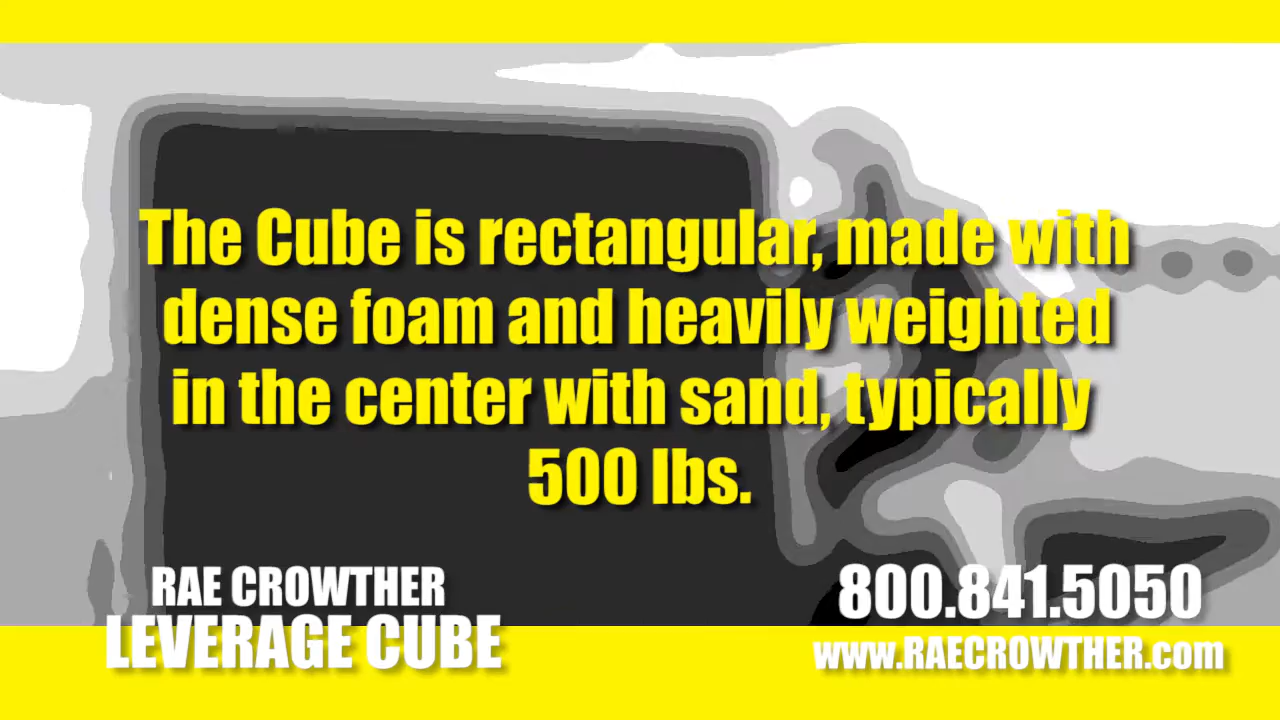 The Cube is rectangular, made with
dense foam and heavily weighted
in the center with sand, typically
500 lbs.
RAE CROWTHER
LEVERAGE CUBE
800.841.5050
www.RAECROWTHER.com